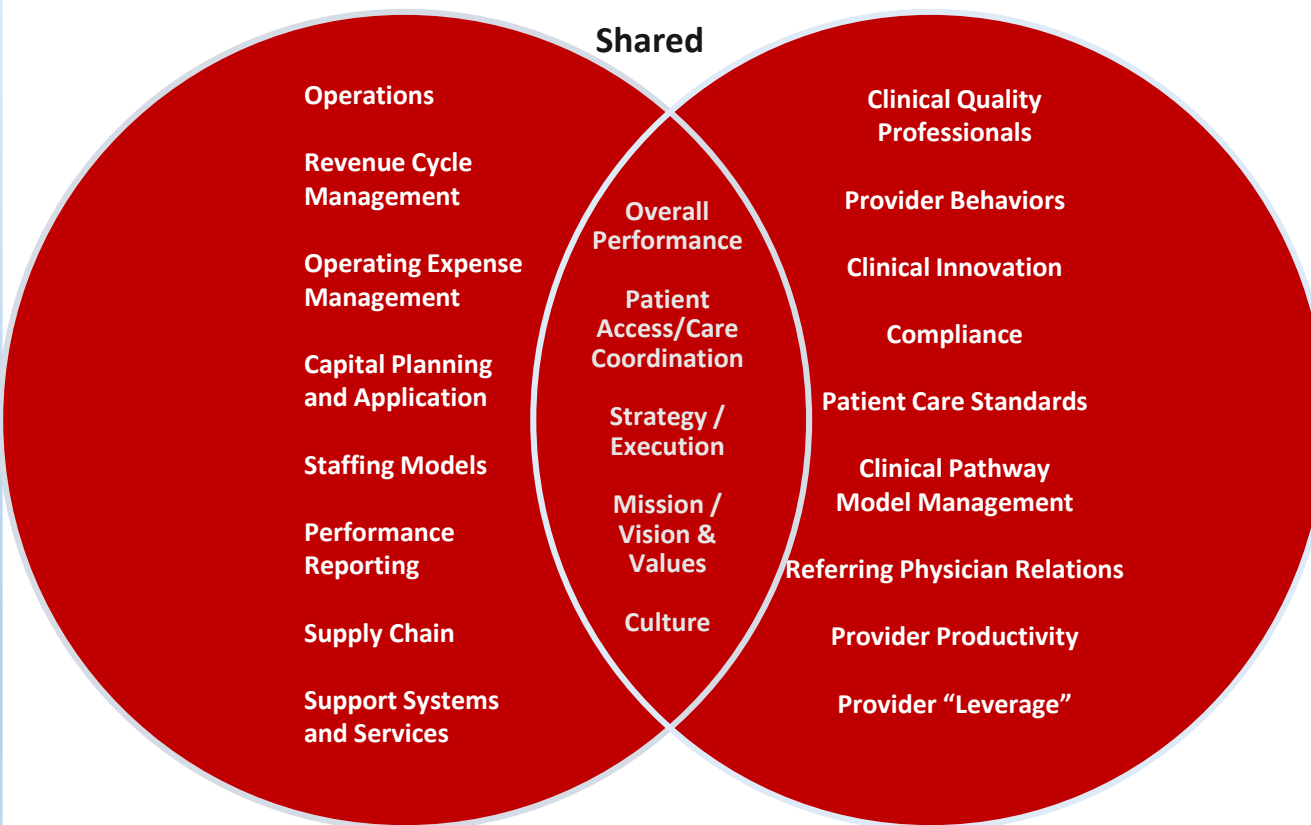 Shared
Operations
Revenue Cycle
Management
Operating Expense
Management
Capital Planning
and Application
Staffing Models
Performance
Reporting
Supply Chain
Support Systems
and Services
Overall
Performance
Patient
Access/Care
Coordination
Strategy /
Execution
Mission /
Vision &
Values
Culture
Clinical Quality
Professionals
Provider Behaviors
Clinical Innovation
Compliance
Patient Care Standards
Clinical Pathway
Model Management
Referring Physician Relations
Provider Productivity
Provider “Leverage”